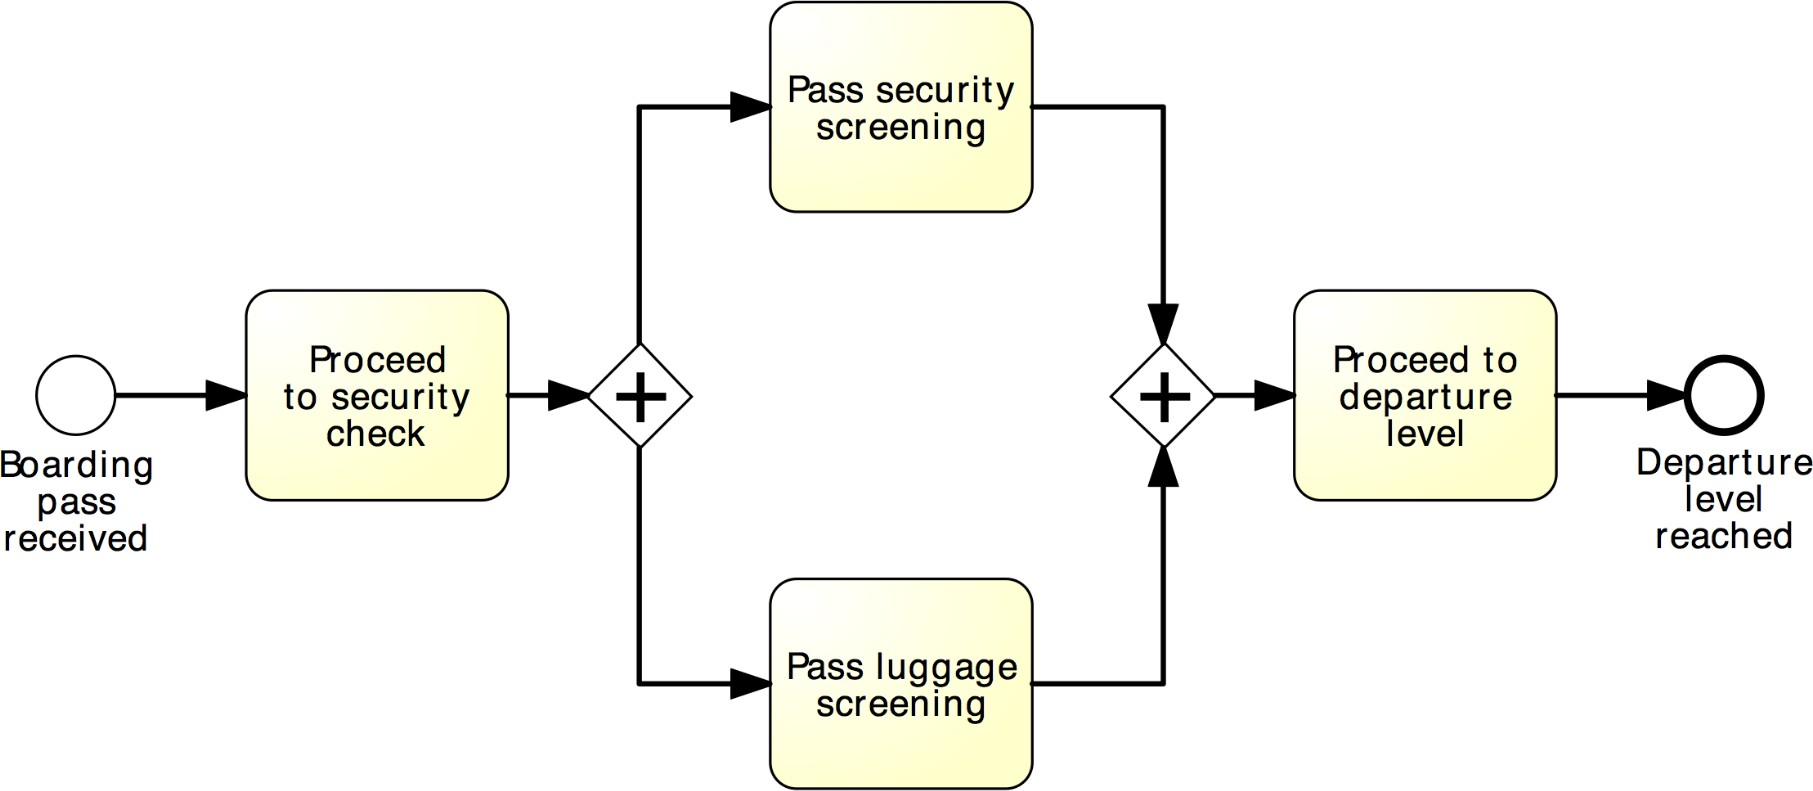 Boarding
pass
received
Proceed
to security
check
Pass security
screening
Pass luggage
screening
Proceed to
departure
level
Departure
level
reached